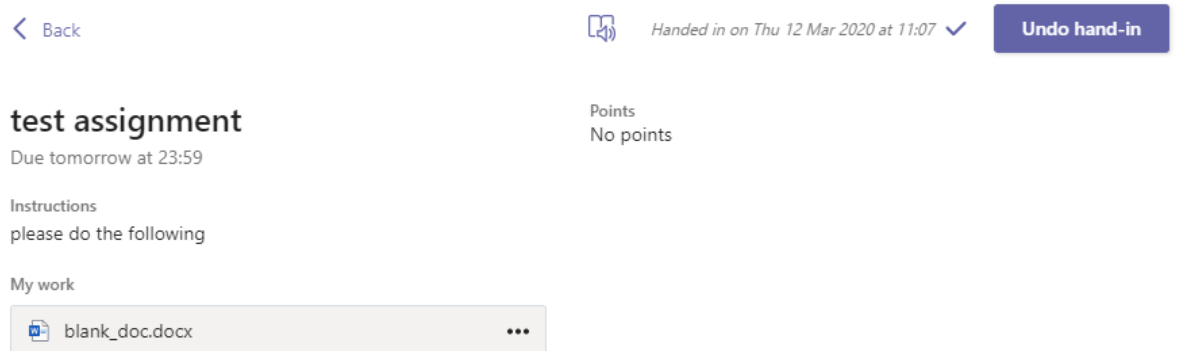 Back
Handed in on Thu 12 Mar 2020 at 11:07
Undo hand-in
test assignment
Due tomorrow at 23:59
Points
No points
Instructions
please do the following
My work
blank_doc.docx